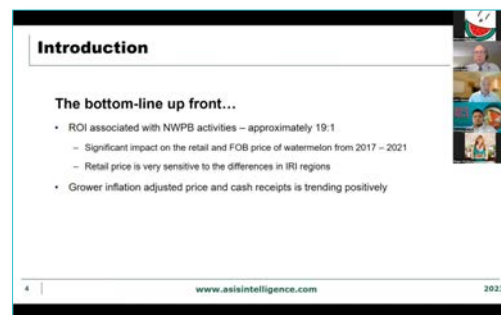 Introduction
The bottom-line up front…
• ROI associated with NWPB activities – approximately 19:1
– Significant impact on the retail and FOB price of watermelon from 2017 – 2021
– Retail price is very sensitive to the differences in IRI regions
• Grower inflation adjusted price and cash receipts is trending positively
4
www.asisintelligence.com